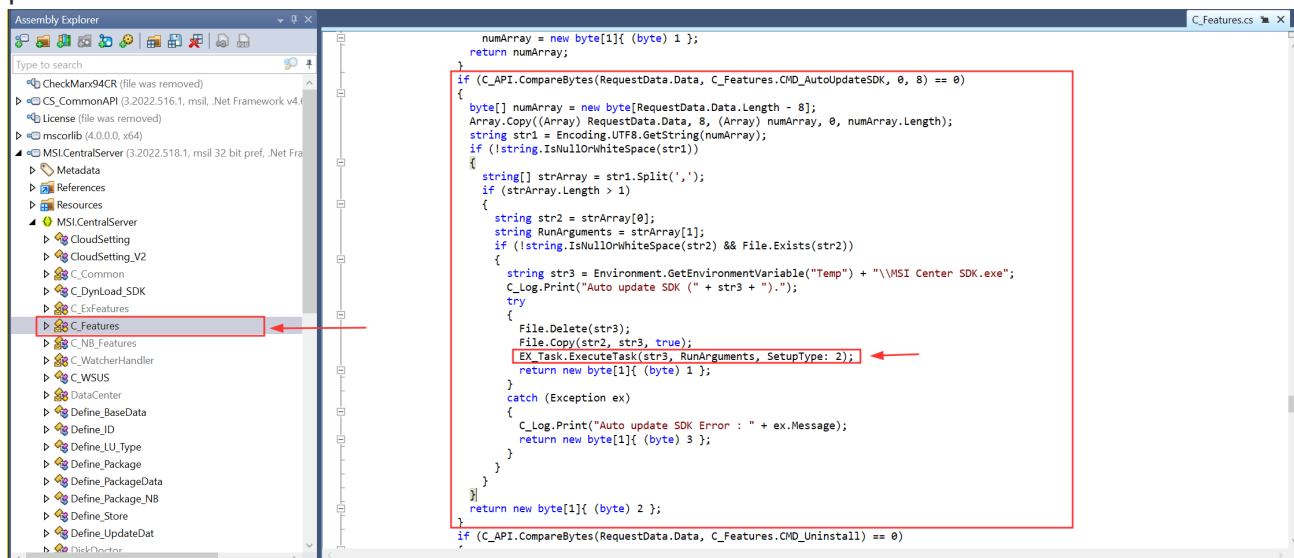 Assembly Explorer
C_Features.cs
Type to search
CheckMarx94CR (file was removed)
CS_CommonAPI (3.2022.516.1, msil, .Net Framework v4.
License (file was removed)
mscorlib (4.0.0.0, x64)
MSI.CentralServer (3.2022.518.1, msil 32 bit pref, .Net Fra
Metadata
References
Resources
MSI.CentralServer
CloudSetting
CloudSetting_V2
C_Common
C_DynLoad_SDK
C_ExFeatures
C_Features
C_NB_Features
C_WatcherHandler
C_WSUS
DataCenter
Define_BaseData
Define_ID
Define_LU_Type
Define_Package
Define_PackageData
Define_Package_NB
Define_Store
Define_UpdateDat
DiskDoctor
numArray = new byte[1]{ (byte) 1 };
return numArray;
}
if (C_API.CompareBytes(RequestData.Data, C_Features.CMD_AutoUpdateSDK, 0, 8) == 0)
{
byte[] numArray = new byte[RequestData.Data.Length - 8];
Array.Copy((Array) RequestData.Data, 8, (Array) numArray, 0, numArray.Length);
string str1 = Encoding.UTF8.GetString(numArray);
if (!string.IsNullOrWhiteSpace(str1))
{
string[] strArray = str1.Split(',');
if (strArray.Length > 1)
{
string str2 = strArray[0];
string RunArguments = strArray[1];
if (!string.IsNullOrWhiteSpace(str2) && File.Exists(str2))
{
string str3 = Environment.GetEnvironmentVariable("Temp") + "\\MSI Center SDK.exe";
C_Log.Print("Auto update SDK (" + str3 + ").");
try
{
File.Delete(str3);
File.Copy(str2, str3, true);
EX_Task.ExecuteTask(str3, RunArguments, SetupType: 2);
return new byte[1]{ (byte) 1 };
}
catch (Exception ex)
{
C_Log.Print("Auto update SDK Error : " + ex.Message);
return new byte[1]{ (byte) 3 };
}
}
}
}
return new byte[1]{ (byte) 2 };
}
if (C_API.CompareBytes(RequestData.Data, C_Features.CMD_Uninstall) == 0)